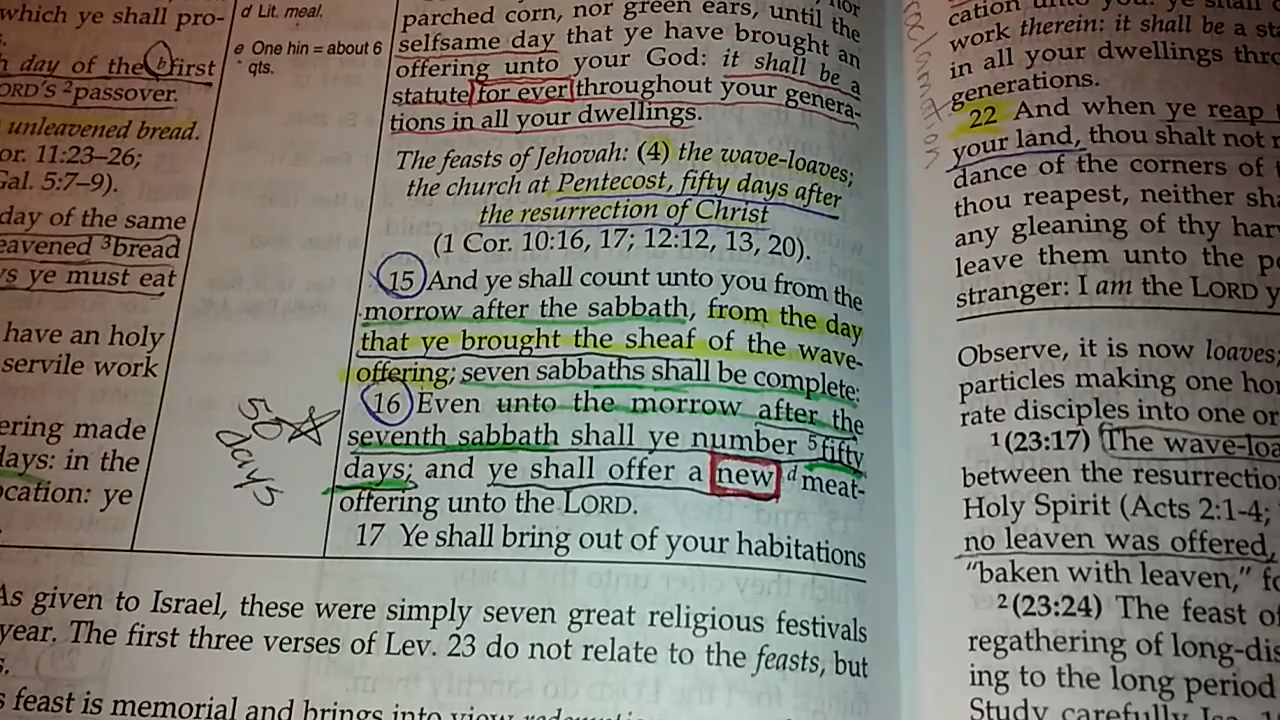 which ye shall pro-
day of the b first
ORD'S 2passover.
unleavened bread.
or. 11:23–26;
Gal. 5:7–9).
day of the same
eavened 3bread
ye must eat
have an holy
servile work
ering made
days: in the
ocation: ye
d Lit. meal.
e One hin = about 6
qts.
50
days
nor
parched corn, nor green ears, until the
selfsame day that ye have brought an
offering unto your God: it shall be a
statute for ever throughout your genera-
tions in all your dwellings.
The feasts of Jehovah: (4) the wave-loaves;
the church at Pentecost, fifty days after
the resurrection of Christ
(1 Cor. 10:16, 17; 12:12, 13, 20).
15 And ye shall count unto you from the
morrow after the sabbath, from the day
that ye brought the sheaf of the wave-
offering; seven sabbaths shall be complete:
16 Even unto the morrow after the
seventh sabbath shall ye number 5fifty
days; and ye shall offer a new d meat-
offering unto the LORD.
17 Ye shall bring out of your habitations
As given to Israel, these were simply seven great religious festivals
year. The first three verses of Lev. 23 do not relate to the feasts, but
feast is memorial and brings into view
work therein: it shall be a
in all your dwellings
generations.
22 And when ye reap
your land, thou shalt not
dance of the corners of
thou reapest, neither
any gleaning of thy
leave them unto the
stranger: I am the LORD
Observe, it is now loaves;
particles making one
rate disciples into one or
1(23:17) The
between the
Holy Spirit (Acts 2:1-4;
no leaven was offered,
"baken with leaven,"
2(23:24) The feast of
regathering of
ing to the long period
Study carefully